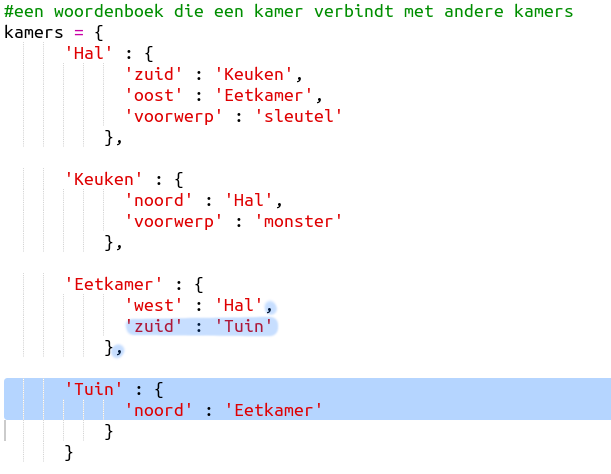 #een woordenboek die een kamer verbindt met andere kamers
kamers = {
'Hal' : {
'zuid' : 'Keuken',
'oost' : 'Eetkamer',
'voorwerp' : 'sleutel'
},
'Keuken' : {
'noord' : 'Hal',
'voorwerp' : 'monster'
},
'Eetkamer' : {
'west' : 'Hal',
'zuid' : 'Tuin'
},
'Tuin' : {
'noord' : 'Eetkamer'
}
}